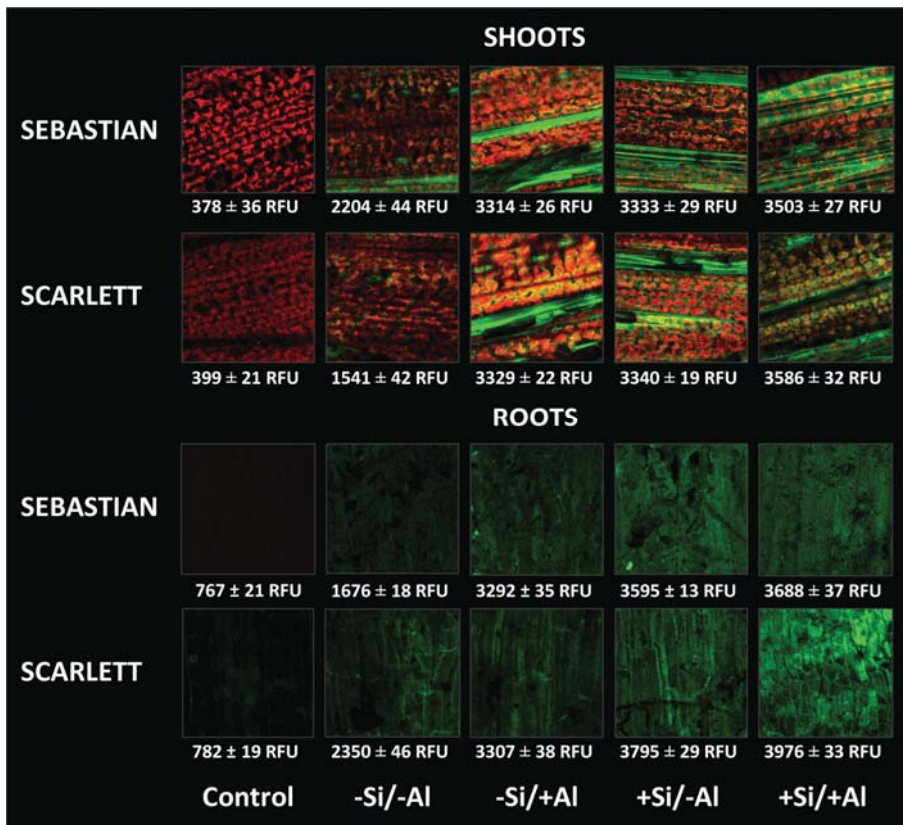 SHOOTS
SEBASTIAN
378 ± 36 RFU 2204 ± 44 RFU 3314 ± 26 RFU 3333 ± 29 RFU 3503 ± 27 RFU
SCARLETT
399 ± 21 RFU 1541 ± 42 RFU 3329 ± 22 RFU 3340 ± 19 RFU 3586 ± 32 RFU
ROOTS
SEBASTIAN
767 ± 21 RFU 1676 ± 18 RFU 3292 ± 35 RFU 3595 ± 13 RFU 3688 ± 37 RFU
SCARLETT
782 ± 19 RFU 2350 ± 46 RFU 3307 ± 38 RFU 3795 ± 29 RFU 3976 ± 33 RFU
Control -Si/-Al -Si/+Al +Si/-Al +Si/+Al